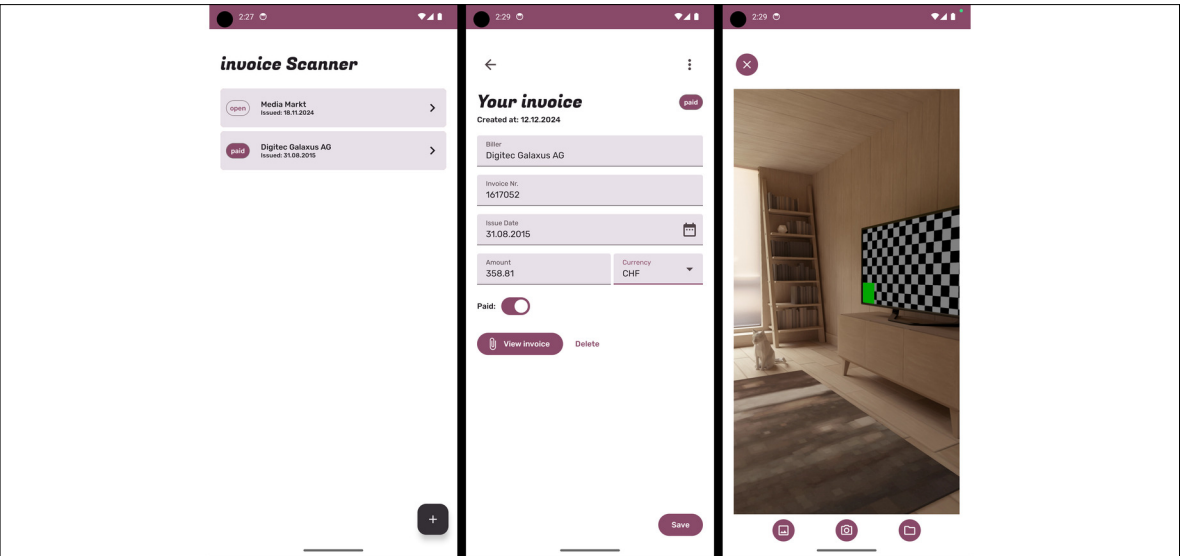 2:27
invoice Scanner
open
Media Markt
Issued: 18.11.2024
paid
Digitec Galaxus AG
Issued: 31.08.2015
+
2:29
Your invoice
paid
Created at: 12.12.2024
Biller
Digitec Galaxus AG
Invoice Nr.
1617052
Issue Date
31.08.2015
Amount
358.81
Currency
CHF
Paid:
View invoice
Delete
Save
2:29